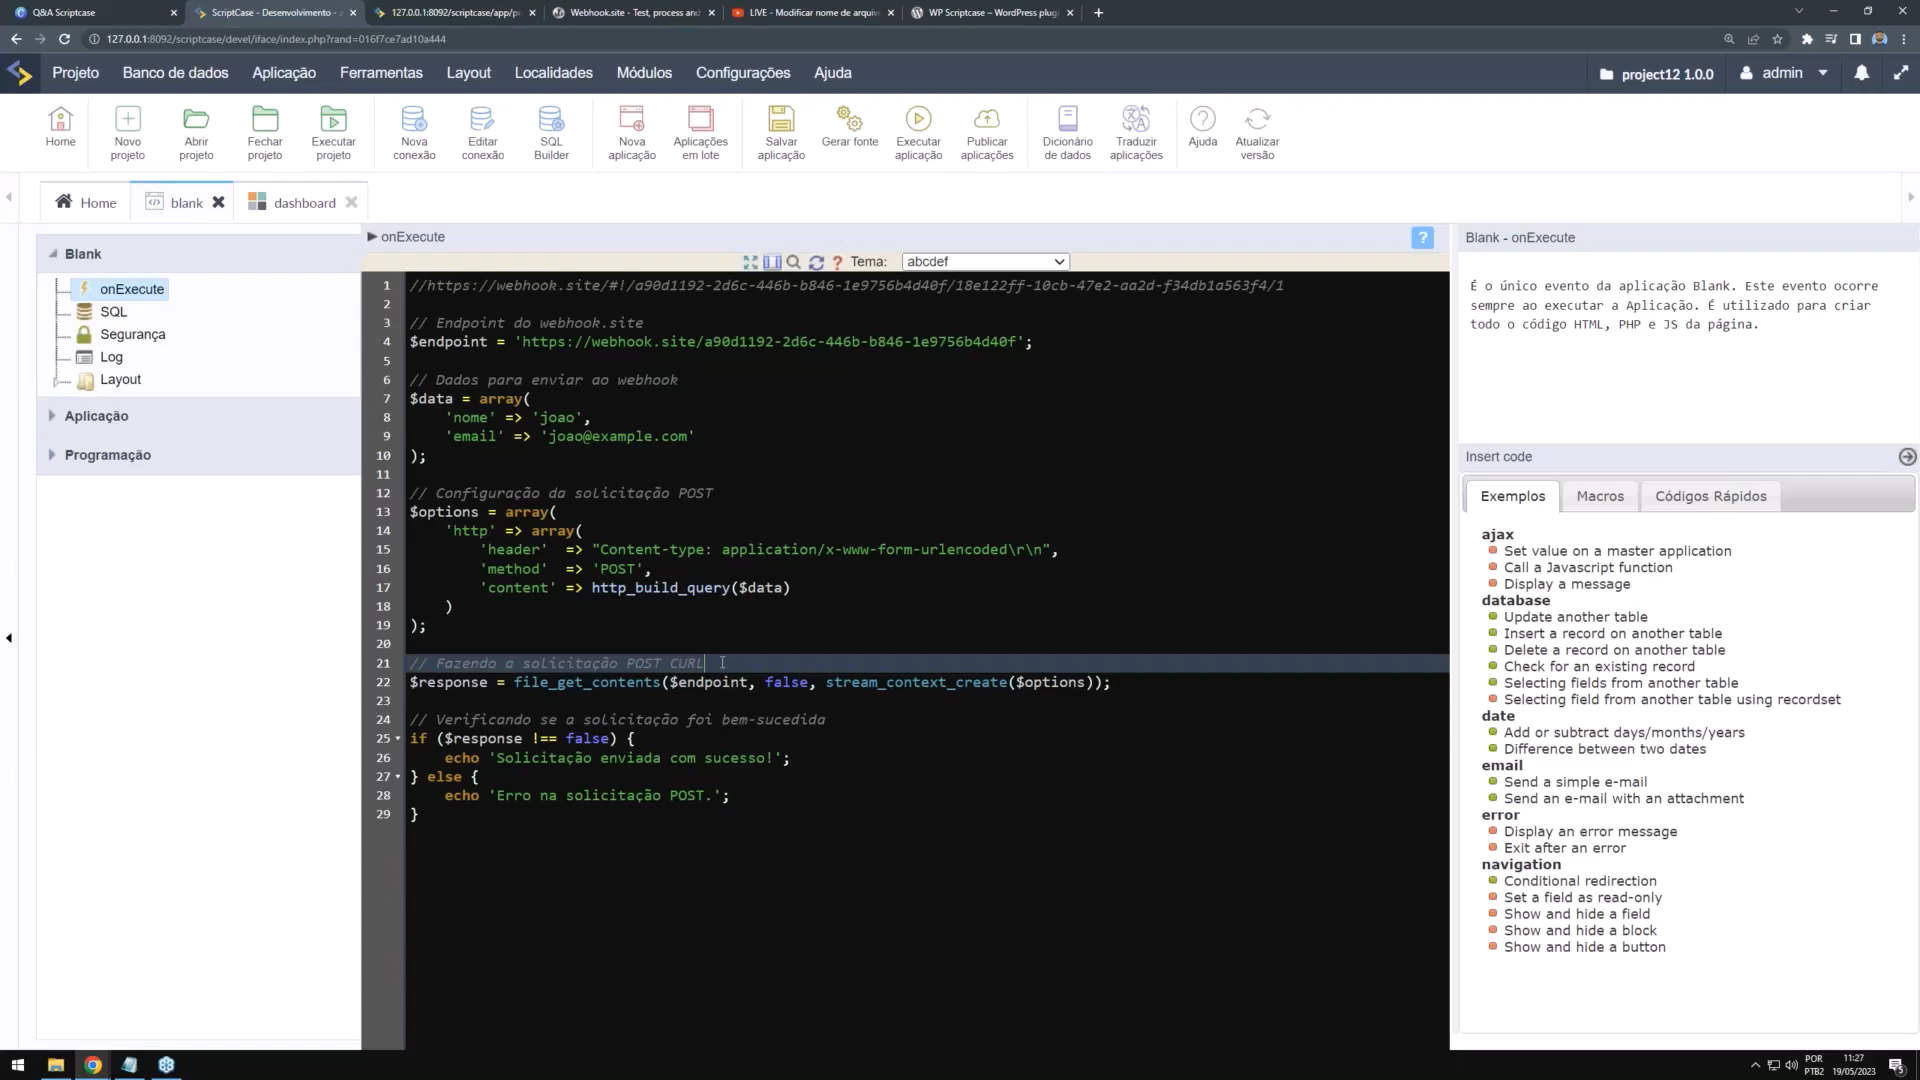 Q&A Scriptcase
ScriptCase - Desenvolvimento -
127.0.0.1:8092/scriptcase/app/pr
Webhook.site - Test, process and
LIVE - Modificar nome de arquiv
WP Scriptcase – WordPress plug
127.0.0.1:8092/scriptcase/devel/iface/index.php?rand=016f7ce7ad10a444
Projeto Banco de dados Aplicação Ferramentas Layout Localidades Módulos Configurações Ajuda
project12 1.0.0 admin
Home
Novo projeto
Abrir projeto
Fechar projeto
Executar projeto
Nova conexão
Editar conexão
SQL Builder
Nova aplicação
Aplicações em lote
Salvar aplicação
Gerar fonte
Executar aplicação
Publicar aplicações
Dicionário de dados
Traduzir aplicações
Ajuda
Atualizar versão
Home blank dashboard
Blank
onExecute
SQL
Segurança
Log
Layout
Aplicação
Programação
onExecute
?
? Tema: abcdef
1 //https://webhook.site/#!/a90d1192-2d6c-446b-b846-1e9756b4d40f/18e122ff-10cb-47e2-aa2d-f34db1a563f4/1
2
3 // Endpoint do webhook.site
4 $endpoint = 'https://webhook.site/a90d1192-2d6c-446b-b846-1e9756b4d40f';
5
6 // Dados para enviar ao webhook
7 $data = array(
8 'nome' => 'joao',
9 'email' => 'joao@example.com'
10 );
11
12 // Configuração da solicitação POST
13 $options = array(
14 'http' => array(
15 'header' => "Content-type: application/x-www-form-urlencoded\r\n",
16 'method' => 'POST',
17 'content' => http_build_query($data)
18 )
19 );
20
21 // Fazendo a solicitação POST CURL
22 $response = file_get_contents($endpoint, false, stream_context_create($options));
23
24 // Verificando se a solicitação foi bem-sucedida
25 if ($response !== false) {
26 echo 'Solicitação enviada com sucesso!';
27 } else {
28 echo 'Erro na solicitação POST.';
29 }
Blank - onExecute
É o único evento da aplicação Blank. Este evento ocorre
sempre ao executar a Aplicação. É utilizado para criar
todo o código HTML, PHP e JS da página.
Insert code
Exemplos Macros Códigos Rápidos
ajax
Set value on a master application
Call a Javascript function
Display a message
database
Update another table
Insert a record on another table
Delete a record on another table
Check for an existing record
Selecting fields from another table
Selecting field from another table using recordset
date
Add or subtract days/months/years
Difference between two dates
email
Send a simple e-mail
Send an e-mail with an attachment
error
Display an error message
Exit after an error
navigation
Conditional redirection
Set a field as read-only
Show and hide a field
Show and hide a block
Show and hide a button
POR
PTB2
11:27
19/05/2023